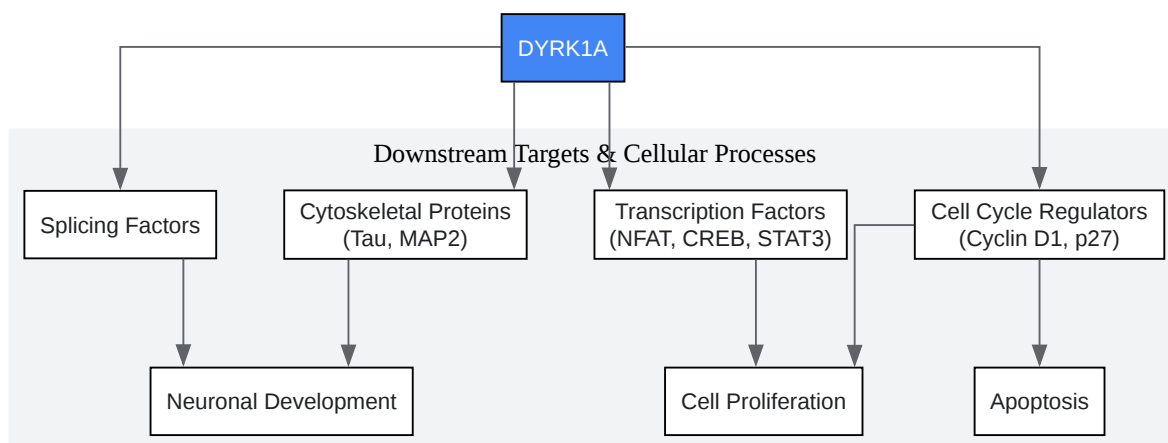 DYRK1A
Downstream Targets & Cellular Processes
Splicing Factors
Cytoskeletal Proteins
(Tau, MAP2)
Transcription Factors
(NFAT, CREB, STAT3)
Cell Cycle Regulators
(Cyclin D1, p27)
Neuronal Development
Cell Proliferation
Apoptosis